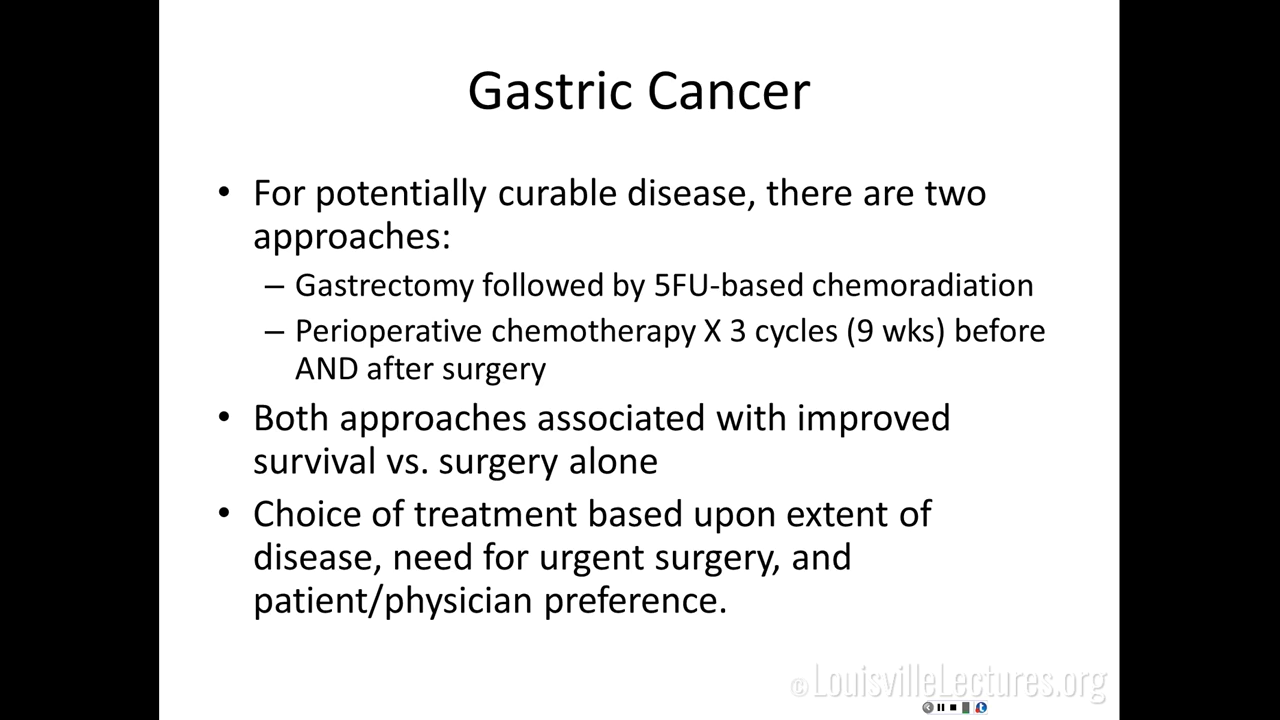 Gastric Cancer
• For potentially curable disease, there are two
approaches:
– Gastrectomy followed by 5FU-based chemoradiation
– Perioperative chemotherapy X 3 cycles (9 wks) before
AND after surgery
• Both approaches associated with improved
survival vs. surgery alone
• Choice of treatment based upon extent of
disease, need for urgent surgery, and
patient/physician preference.
© LouisvilleLectures.org